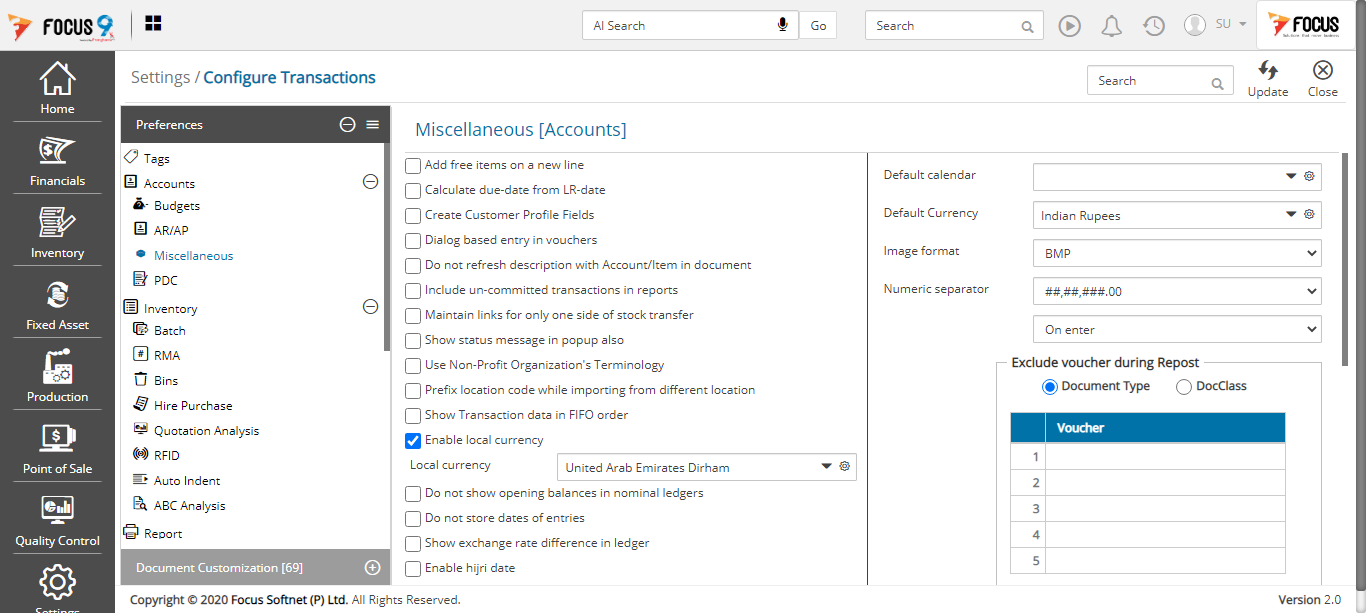 FOCUS 9
AI Search
Go
Search
SU
FOCUS
Home
Financials
Inventory
Fixed Asset
Production
Point of Sale
Quality Control
Settings
Settings / Configure Transactions
Search
Update
Close
Preferences
Tags
Accounts
Budgets
AR/AP
Miscellaneous
PDC
Inventory
Batch
RMA
Bins
Hire Purchase
Quotation Analysis
RFID
Auto Indent
ABC Analysis
Report
Document Customization [69]
Miscellaneous [Accounts]
Add free items on a new line
Calculate due-date from LR-date
Create Customer Profile Fields
Dialog based entry in vouchers
Do not refresh description with Account/Item in document
Include un-committed transactions in reports
Maintain links for only one side of stock transfer
Show status message in popup also
Use Non-Profit Organization's Terminology
Prefix location code while importing from different location
Show Transaction data in FIFO order
Enable local currency
Local currency United Arab Emirates Dirham
Do not show opening balances in nominal ledgers
Do not store dates of entries
Show exchange rate difference in ledger
Enable hijri date
Default calendar
Default Currency Indian Rupees
Image format BMP
Numeric separator ##,##,###.00
On enter
Exclude voucher during Repost
Document Type DocClass
Voucher
1
2
3
4
5
Copyright © 2020 Focus Softnet (P) Ltd. All Rights Reserved.
Version 2.0